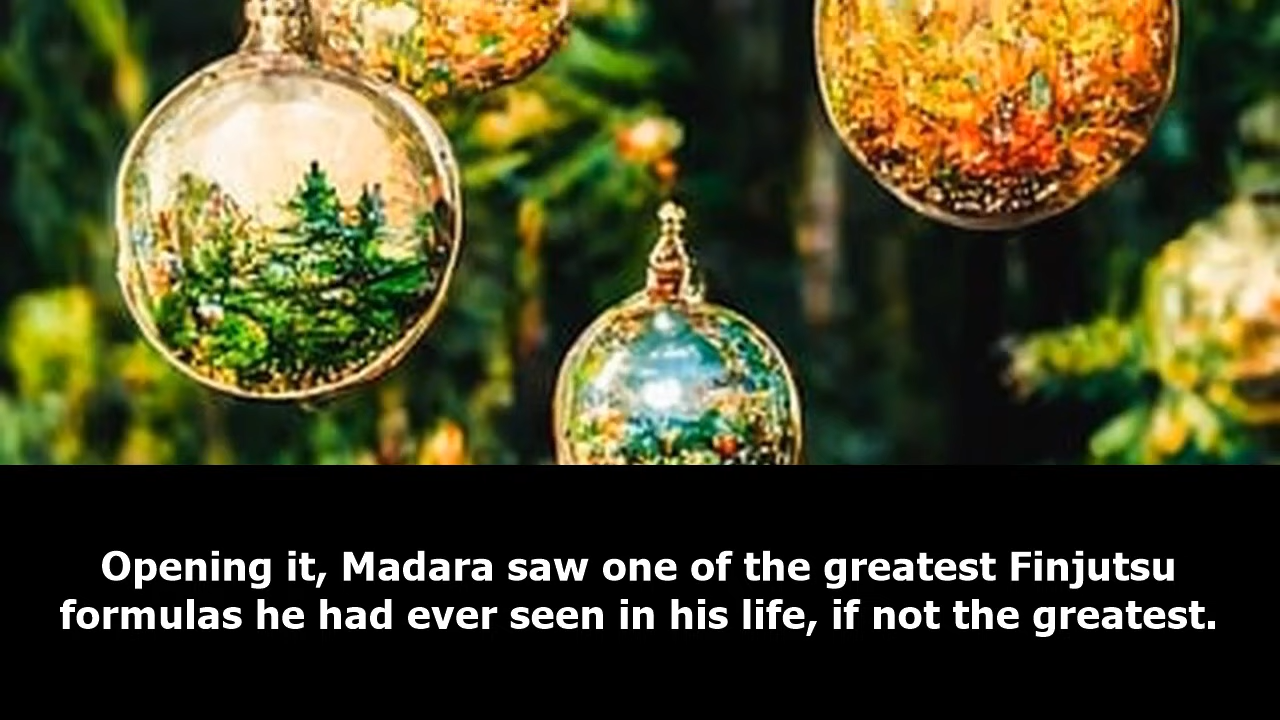 Opening it, Madara saw one of the greatest Finjutsu
formulas he had ever seen in his life, if not the greatest.